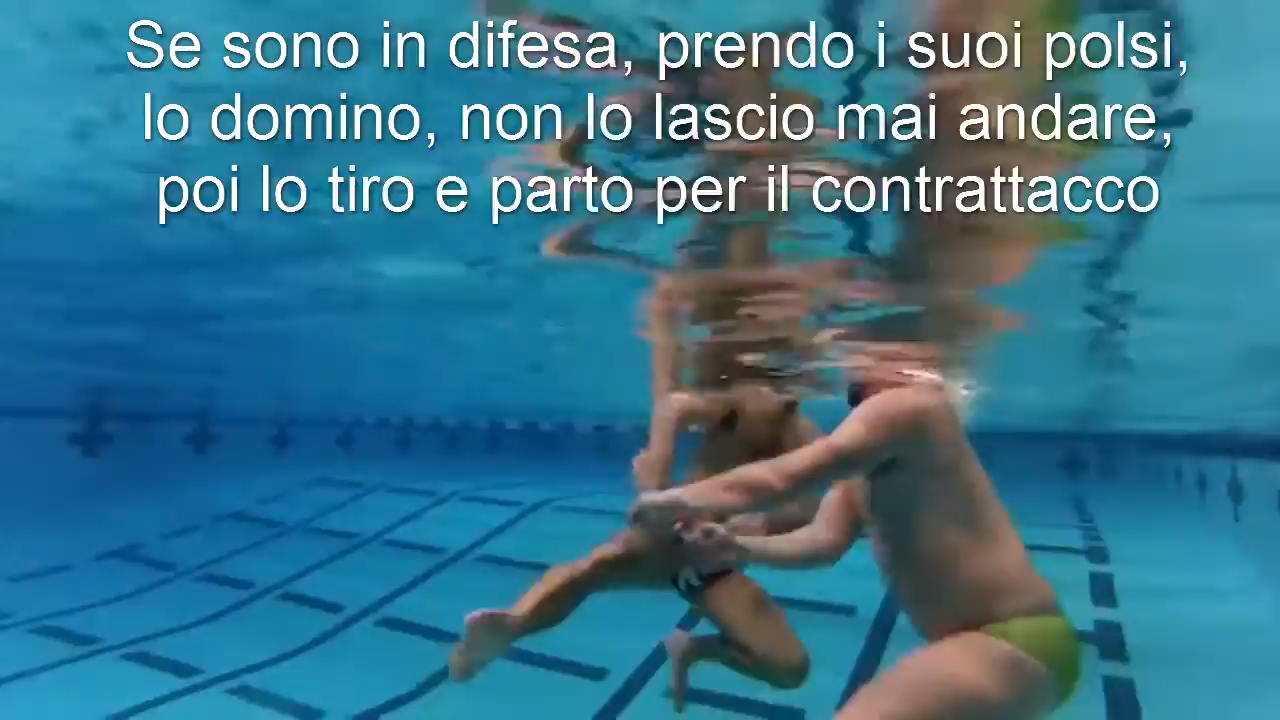 Se sono in difesa, prendo i suoi polsi,
lo domino, non lo lascio mai andare,
poi lo tiro e parto per il contrattacco